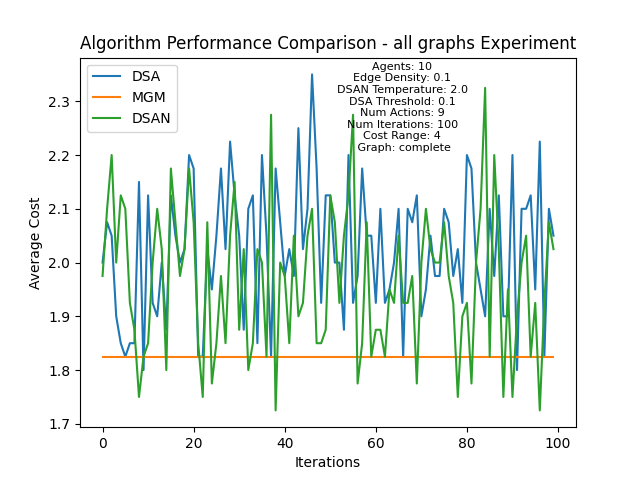 Algorithm Performance Comparison - all graphs Experiment
DSA
MGM
DSAN
Agents: 10
Edge Density: 0.1
DSAN Temperature: 2.0
DSA Threshold: 0.1
Num Actions: 9
Num Iterations: 100
Cost Range: 4
Graph: complete
Average Cost
2.3
2.2
2.1
2.0
1.9
1.8
1.7
0 20 40 60 80 100
Iterations